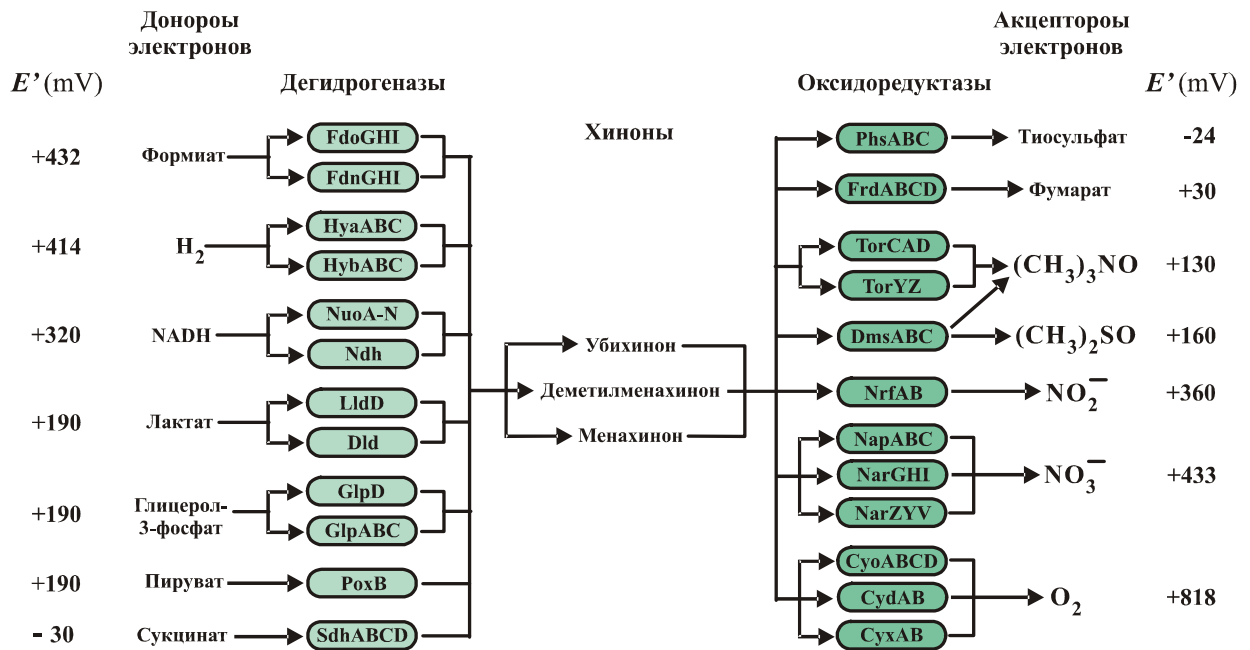 Донороы
электронов
Акцептороы
электронов
E’ (mV)
Дегидрогеназы
Оксидоредуктазы
E’ (mV)
Хиноны
+432
Формиат
FdoGHI
FdnGHI
+414
H2
HyaABC
HybABC
+320
NADH
NuoA-N
Ndh
+190
Лактат
LldD
Dld
+190
Глицерол-
3-фосфат
GlpD
GlpABC
+190
Пируват
PoxB
- 30
Сукцинат
SdhABCD
Убихинон
Деметилменахинон
Менахинон
PhsABC
Тиосульфат
-24
FrdABCD
Фумарат
+30
TorCAD
TorYZ
(CH3)3NO
+130
DmsABC
(CH3)2SO
+160
NrfAB
NO2−
+360
NapABC
NarGHI
NarZYV
NO3−
+433
CyoABCD
CydAB
CyxAB
O2
+818